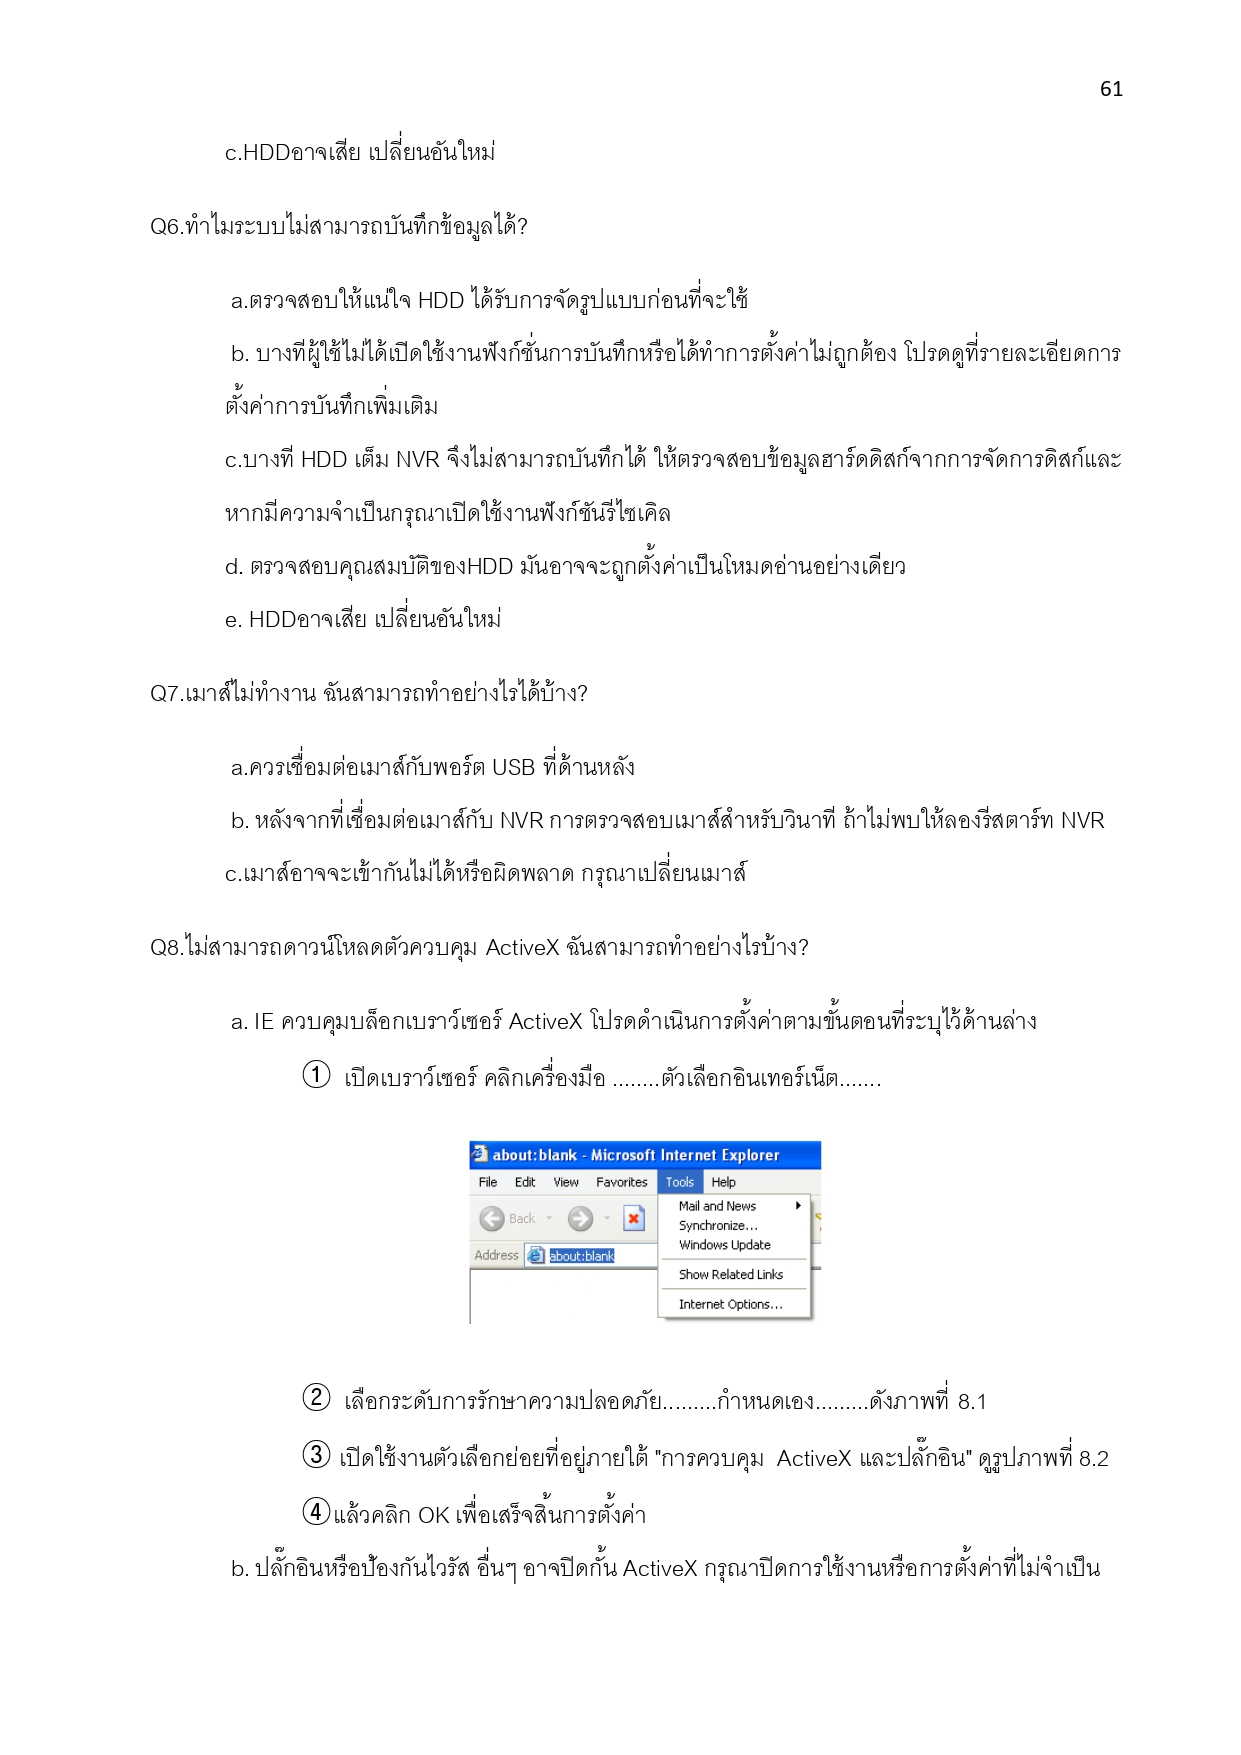 61
c.HDDอาจเสีย เปลี่ยนอันใหม่
Q6.ทำไมระบบไม่สามารถบันทึกข้อมูลได้?
a.ตรวจสอบให้แน่ใจ HDD ได้รับการจัดรูปแบบก่อนที่จะใช้
b. บางทีผู้ใช้ไม่ได้เปิดใช้งานฟังก์ชั่นการบันทึกหรือได้ทำการตั้งค่าไม่ถูกต้อง โปรดดูที่รายละเอียดการ
ตั้งค่าการบันทึกเพิ่มเติม
c.บางที HDD เต็ม NVR จึงไม่สามารถบันทึกได้ ให้ตรวจสอบข้อมูลฮาร์ดดิสก์จากการจัดการดิสก์และ
หากมีความจำเป็นกรุณาเปิดใช้งานฟังก์ชันรีไซเคิล
d. ตรวจสอบคุณสมบัติของHDD มันอาจจะถูกตั้งค่าเป็นโหมดอ่านอย่างเดียว
e. HDDอาจเสีย เปลี่ยนอันใหม่
Q7.เมาส์ไม่ทำงาน ฉันสามารถทำอย่างไรได้บ้าง?
a.ควรเชื่อมต่อเมาส์กับพอร์ต USB ที่ด้านหลัง
b. หลังจากที่เชื่อมต่อเมาส์กับ NVR การตรวจสอบเมาส์สำหรับวินาที ถ้าไม่พบให้ลองรีสตาร์ท NVR
c.เมาส์อาจจะเข้ากันไม่ได้หรือผิดพลาด กรุณาเปลี่ยนเมาส์
Q8.ไม่สามารถดาวน์โหลดตัวควบคุม ActiveX ฉันสามารถทำอย่างไรบ้าง?
a. IE ควบคุมบล็อกเบราว์เซอร์ ActiveX โปรดดำเนินการตั้งค่าตามขั้นตอนที่ระบุไว้ด้านล่าง
① เปิดเบราว์เซอร์ คลิกเครื่องมือ ........ตัวเลือกอินเทอร์เน็ต.......
about:blank - Microsoft Internet Explorer
File Edit View Favorites Tools Help
Mail and News
Back
Synchronize...
Windows Update
Address about:blank
Show Related Links
Internet Options...
② เลือกระดับการรักษาความปลอดภัย.........กำหนดเอง.........ดังภาพที่ 8.1
③ เปิดใช้งานตัวเลือกย่อยที่อยู่ภายใต้ "การควบคุม ActiveX และปลั๊กอิน" ดูรูปภาพที่ 8.2
④แล้วคลิก OK เพื่อเสร็จสิ้นการตั้งค่า
b. ปลั๊กอินหรือป้องกันไวรัส อื่นๆ อาจปิดกั้น ActiveX กรุณาปิดการใช้งานหรือการตั้งค่าที่ไม่จำเป็น